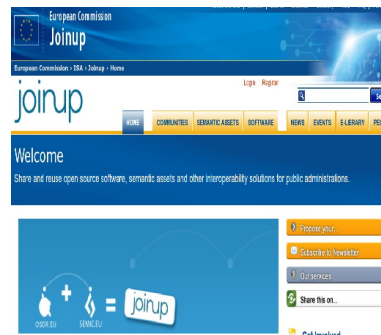 European Commission
Joinup
European Commission > ISA > Joinup > Home
Login Register
joinup
HOME COMMUNITIES SEMANTIC ASSETS SOFTWARE NEWS EVENTS E-LIBRARY
Welcome
Share and reuse open source software, semantic assets and other interoperability solutions for public administrations.
Propose your...
Subscribe to Newsletter
Our services
Share this on...
OSOR.EU + SEMIC.EU = joinup
Get Involved